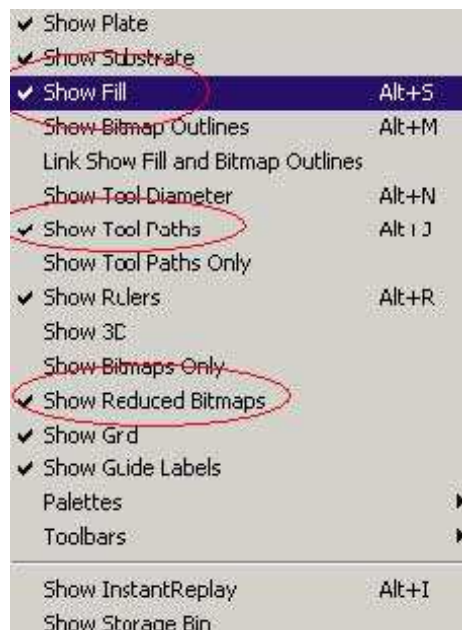 Show Plate
Show Substrate
Show Fill Alt+S
Show Bitmap Outlines Alt+M
Link Show Fill and Bitmap Outlines
Show Tool Diameter Alt+N
Show Tool Paths Alt+J
Show Tool Paths Only
Show Rulers Alt+R
Show 3D
Show Bitmaps Only
Show Reduced Bitmaps
Show Grid
Show Guide Labels
Palettes
Toolbars
Show InstantReplay Alt+I
Show Storage Bin